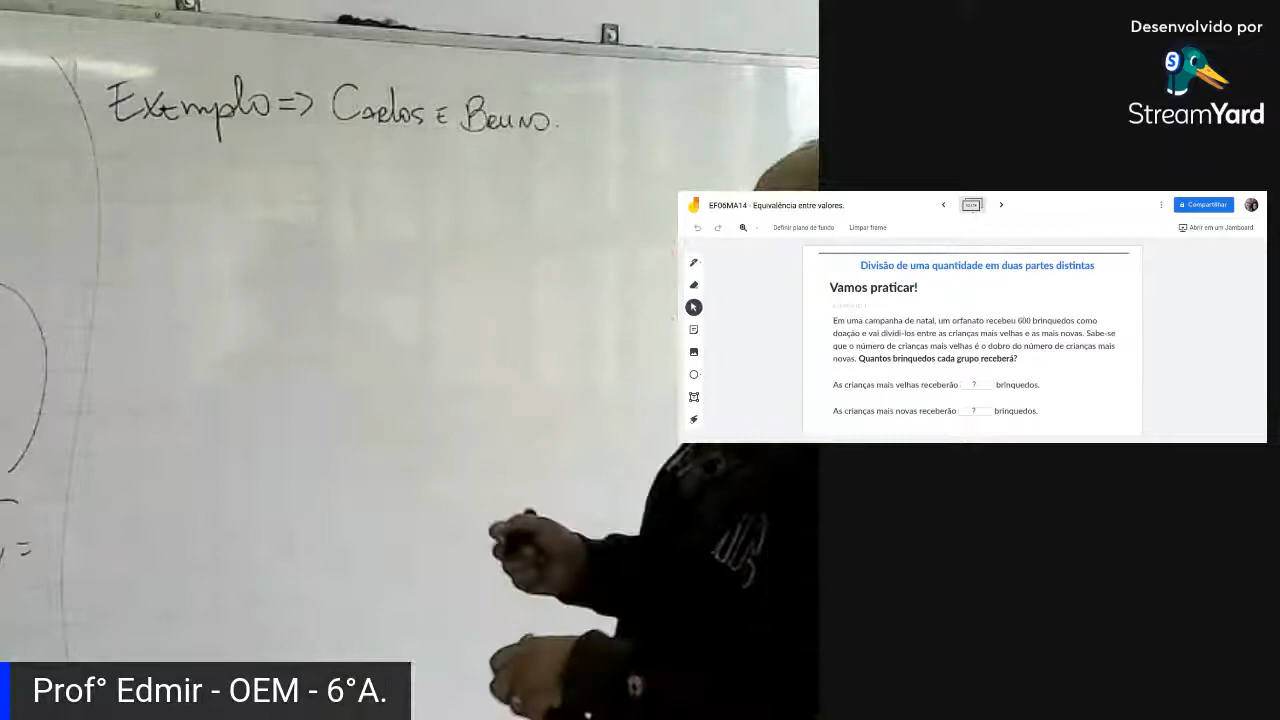 Exemplo => Carlos E Bruno.
y =
Desenvolvido por
StreamYard
EF06MA14 - Equivalência entre valores.
Compartilhar
Definir plano de fundo
Limpar frame
Abrir em um Jamboard
Divisão de uma quantidade em duas partes distintas
Vamos praticar!
Em uma campanha de natal, um orfanato recebeu 600 brinquedos como
doação e vai dividi-los entre as crianças mais velhas e as mais novas. Sabe-se
que o número de crianças mais velhas é o dobro do número de crianças mais
novas. Quantos brinquedos cada grupo receberá?
As crianças mais velhas receberão ? brinquedos.
As crianças mais novas receberão ? brinquedos.
Prof° Edmir - OEM - 6°A.